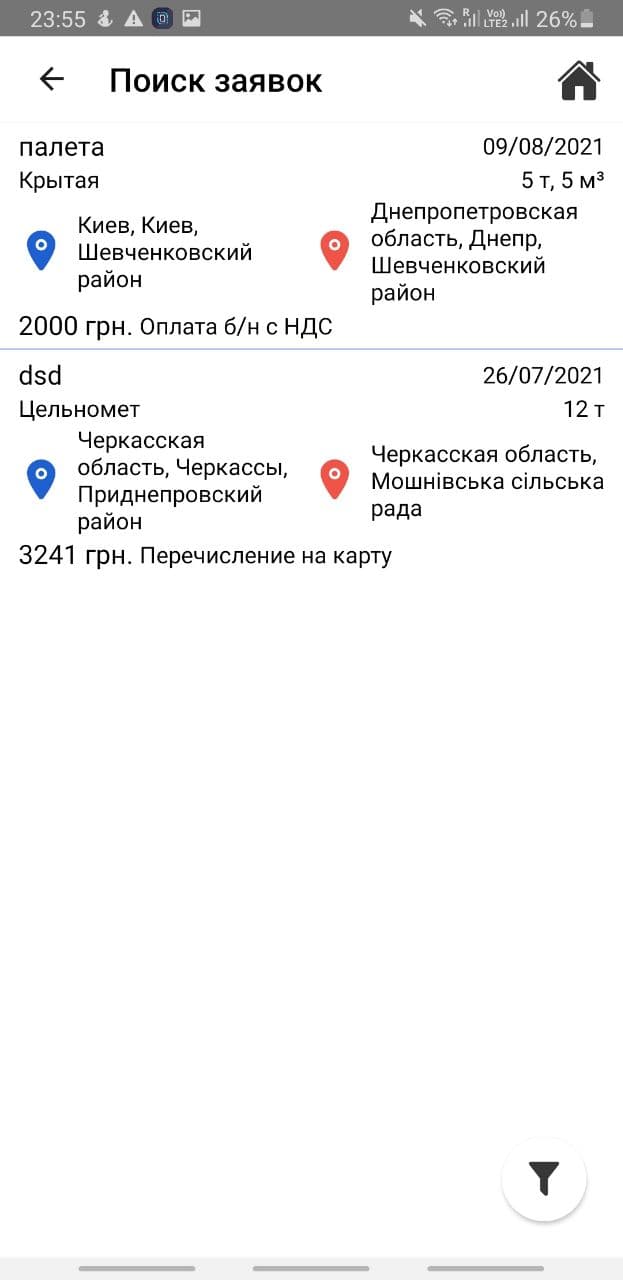 23:55 R Vo)) LTE2 26%
Поиск заявок
палета 09/08/2021
Крытая 5 т, 5 м³
Киев, Киев,
Шевченковский
район
Днепропетровская
область, Днепр,
Шевченковский
район
2000 грн. Оплата б/н с НДС
dsd 26/07/2021
Цельномет 12 т
Черкасская
область, Черкассы,
Приднепровский
район
Черкасская область,
Мошнівська сільська
рада
3241 грн. Перечисление на карту